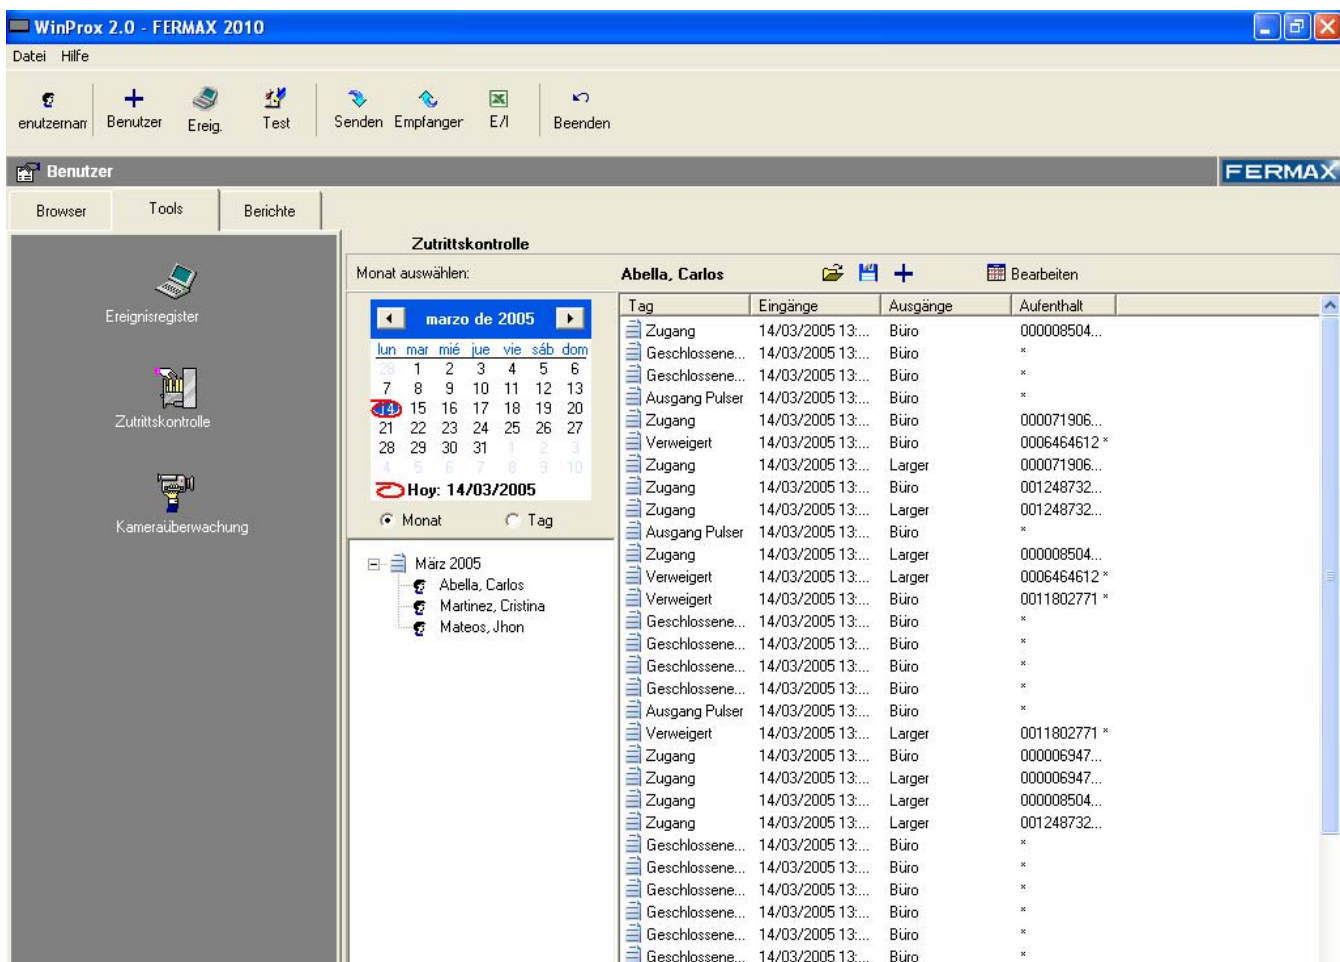 WinProx 2.0 - FERMAX 2010
Datei Hilfe
enutzernam Benutzer Ereig. Test Senden Empfanger E/I Beenden
Benutzer FERMAX
Browser Tools Berichte
Zutrittskontrolle
Monat auswählen: Abella, Carlos Bearbeiten
Ereignisregister
Zutrittskontrolle
Kameraüberwachung
marzo de 2005
lun mar mié jue vie sáb dom
28 1 2 3 4 5 6
7 8 9 10 11 12 13
14 15 16 17 18 19 20
21 22 23 24 25 26 27
28 29 30 31 1 2 3
4 5 6 7 8 9 10
Hoy: 14/03/2005
Monat Tag
März 2005
Abella, Carlos
Martinez, Cristina
Mateos, Jhon
Tag Eingänge Ausgänge Aufenthalt
Zugang 14/03/2005 13:... Büro 000008504...
Geschlossene... 14/03/2005 13:... Büro *
Geschlossene... 14/03/2005 13:... Büro *
Ausgang Pulser 14/03/2005 13:... Büro *
Zugang 14/03/2005 13:... Büro 000071906...
Verweigert 14/03/2005 13:... Büro 0006464612 *
Zugang 14/03/2005 13:... Larger 000071906...
Zugang 14/03/2005 13:... Büro 001248732...
Zugang 14/03/2005 13:... Larger 001248732...
Ausgang Pulser 14/03/2005 13:... Büro *
Zugang 14/03/2005 13:... Larger 000008504...
Verweigert 14/03/2005 13:... Larger 0006464612 *
Verweigert 14/03/2005 13:... Büro 0011802771 *
Geschlossene... 14/03/2005 13:... Büro *
Geschlossene... 14/03/2005 13:... Büro *
Geschlossene... 14/03/2005 13:... Büro *
Geschlossene... 14/03/2005 13:... Büro *
Ausgang Pulser 14/03/2005 13:... Büro *
Verweigert 14/03/2005 13:... Larger 0011802771 *
Zugang 14/03/2005 13:... Büro 000006947...
Zugang 14/03/2005 13:... Larger 000006947...
Zugang 14/03/2005 13:... Larger 000008504...
Zugang 14/03/2005 13:... Larger 001248732...
Geschlossene... 14/03/2005 13:... Büro *
Geschlossene... 14/03/2005 13:... Büro *
Geschlossene... 14/03/2005 13:... Büro *
Geschlossene... 14/03/2005 13:... Büro *
Geschlossene... 14/03/2005 13:... Büro *
Geschlossene... 14/03/2005 13:... Büro *